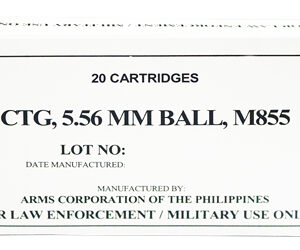 20 CARTRIDGES
CTG, 5.56 MM BALL, M855
LOT NO:
DATE MANUFACTURED:
MANUFACTURED BY:
ARMS CORPORATION OF THE PHILIPPINES
R LAW ENFORCEMENT / MILITARY USE ONL